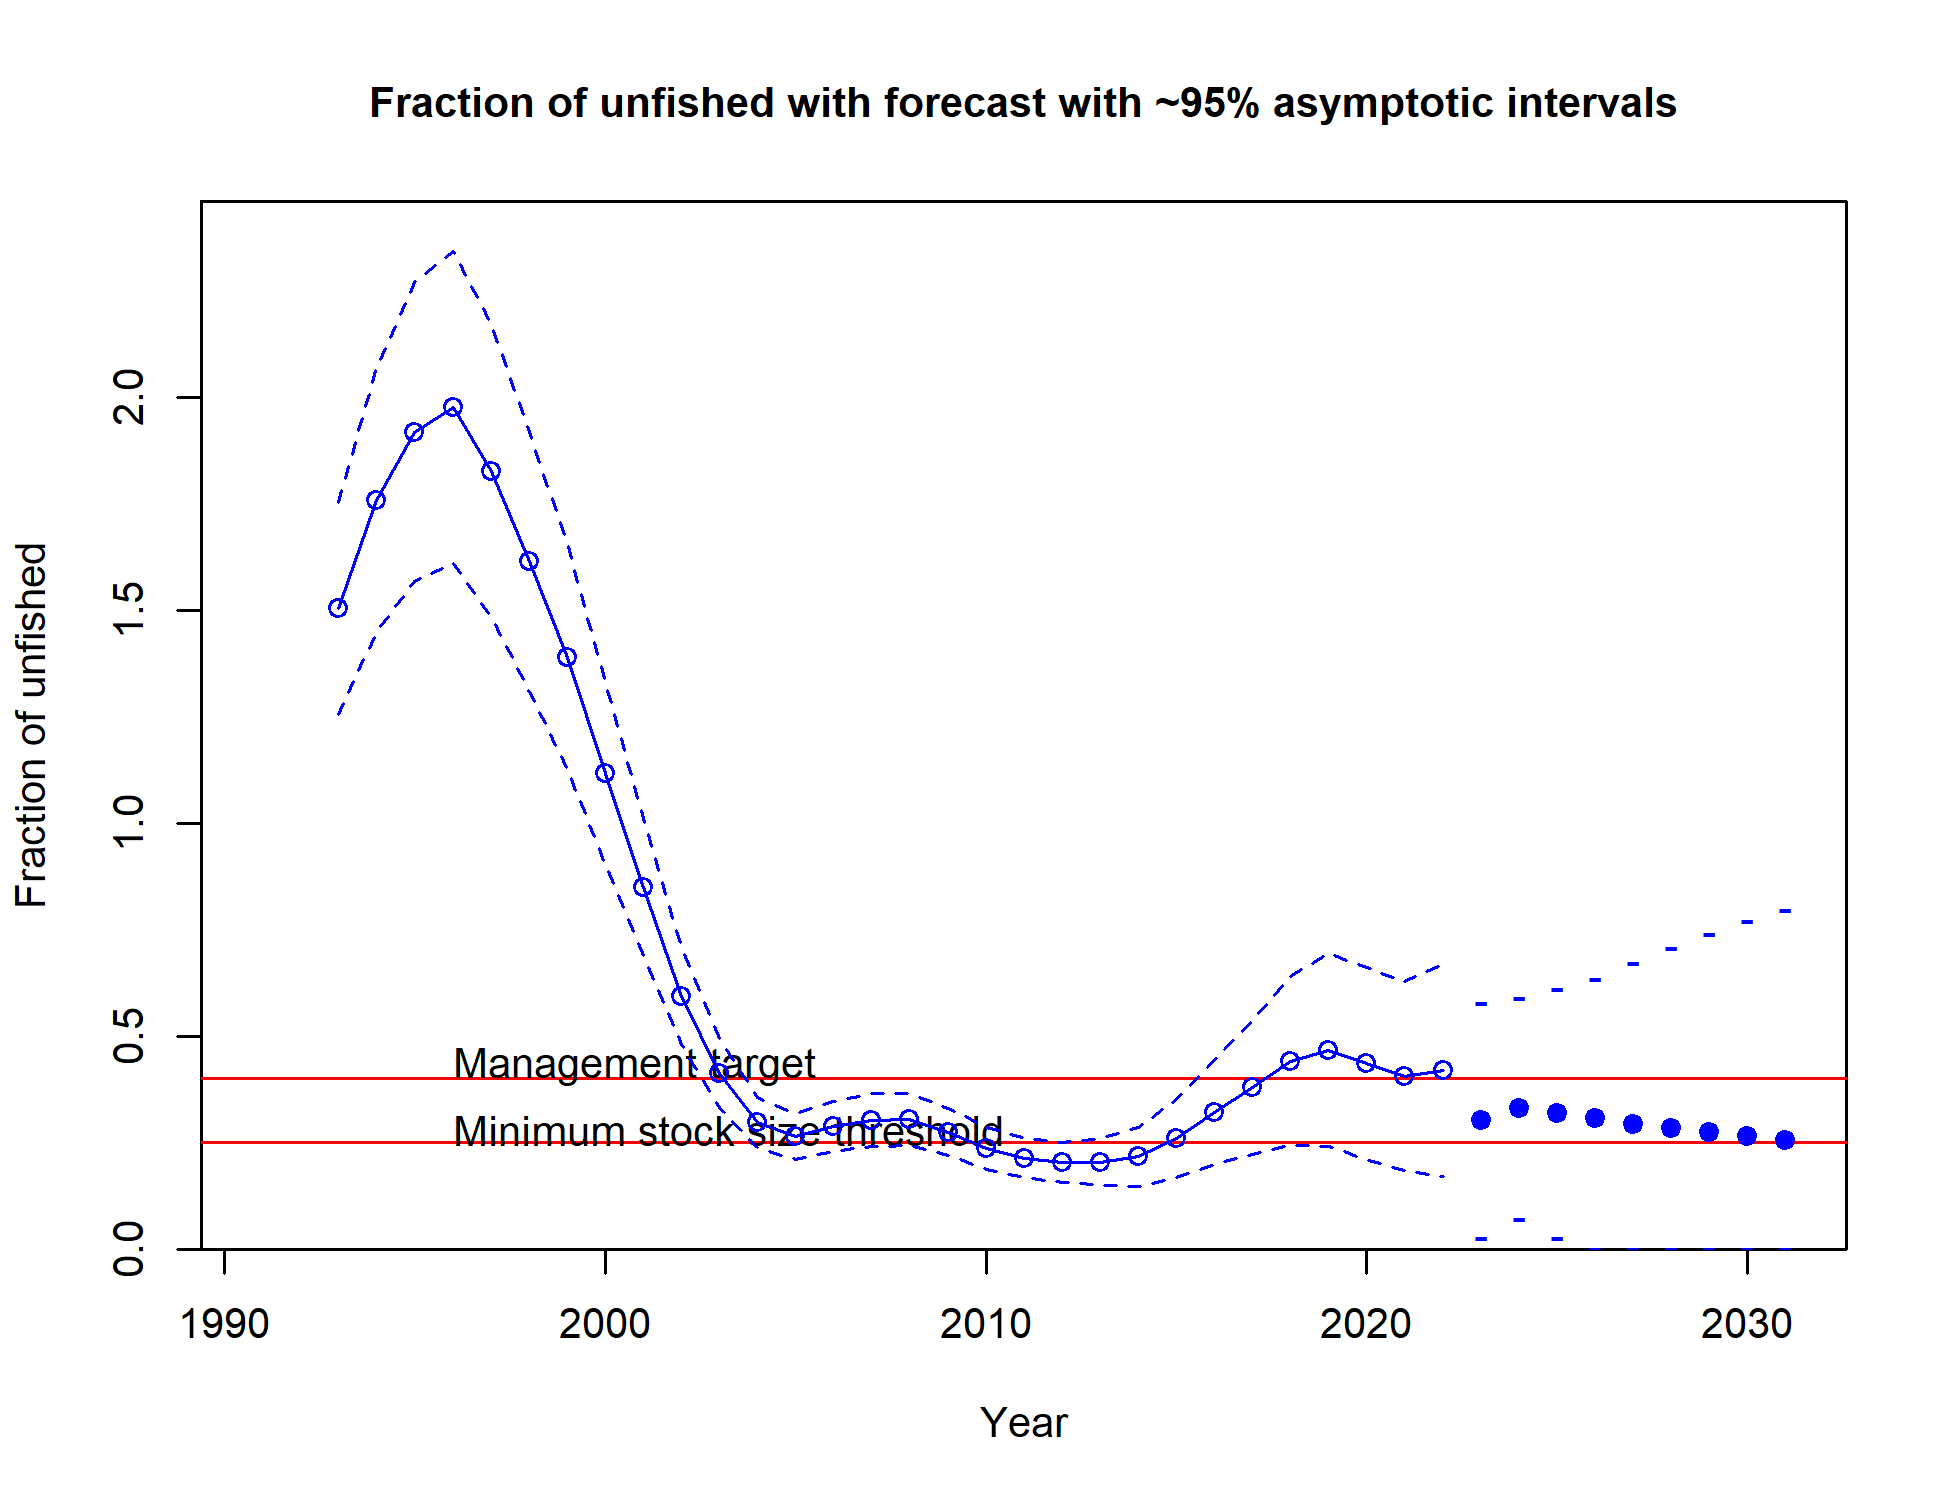 Fraction of unfished with forecast with ~95% asymptotic intervals
Fraction of unfished
2.0
1.5
1.0
0.5
0.0
Management target
Minimum stock size threshold
1990 2000 2010 2020 2030
Year